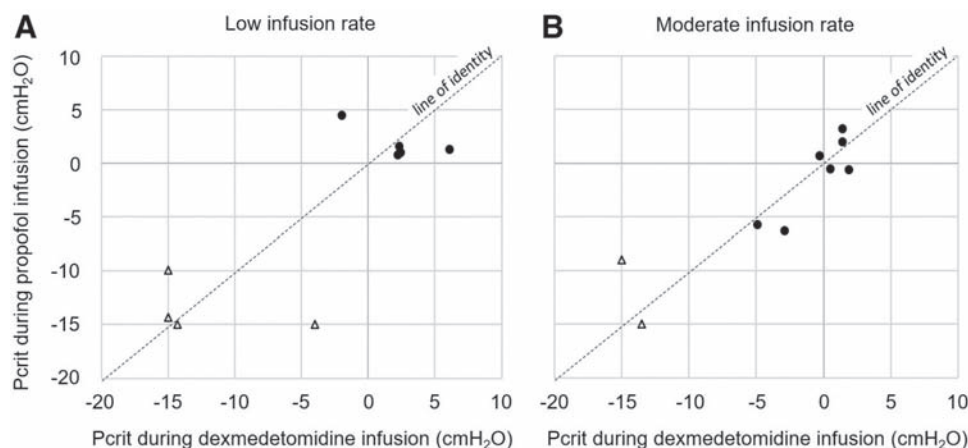 A
Low infusion rate
B
Moderate infusion rate
Pcrit during propofol infusion (cmH₂O)
10
5
0
-5
-10
-15
-20
line of identity
-20 -15 -10 -5 0 5 10
Pcrit during dexmedetomidine infusion (cmH₂O)
line of identity
-20 -15 -10 -5 0 5 10
Pcrit during dexmedetomidine infusion (cmH₂O)